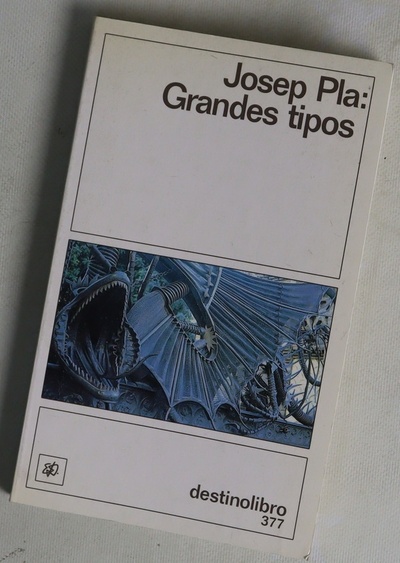 Josep Pla:
Grandes tipos
destinolibro
377